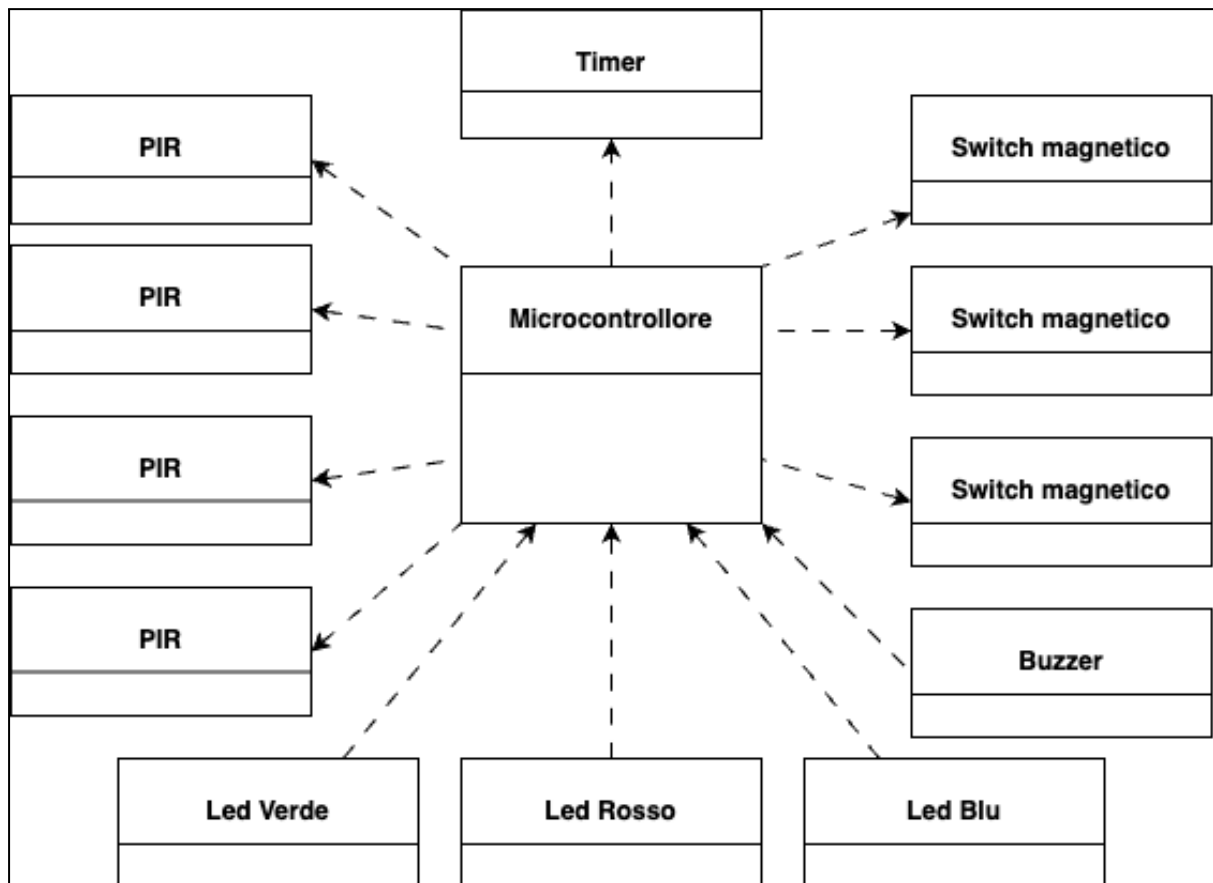 Timer
PIR
Switch magnetico
PIR
Microcontrollore
Switch magnetico
PIR
Switch magnetico
PIR
Buzzer
Led Verde
Led Rosso
Led Blu